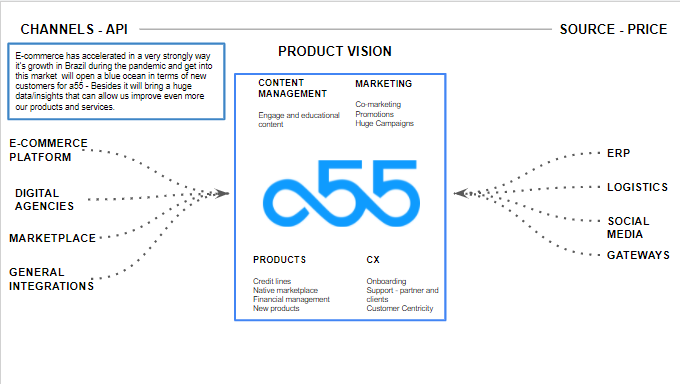 CHANNELS - API
SOURCE - PRICE
PRODUCT VISION
E-commerce has accelerated in a very strongly way
it's growth in Brazil during the pandemic and get into
this market will open a blue ocean in terms of new
customers for a55 - Besides it will bring a huge
data/insights that can allow us improve even more
our products and services.
CONTENT
MANAGEMENT
Engage and educational
content
MARKETING
Co-marketing
Promotions
Huge Campaigns
E-COMMERCE
PLATFORM
DIGITAL
AGENCIES
MARKETPLACE
GENERAL
INTEGRATIONS
a55
ERP
LOGISTICS
SOCIAL
MEDIA
GATEWAYS
PRODUCTS
Credit lines
Native marketplace
Financial management
New products
CX
Onboarding
Support - partner and
clients
Customer Centricity